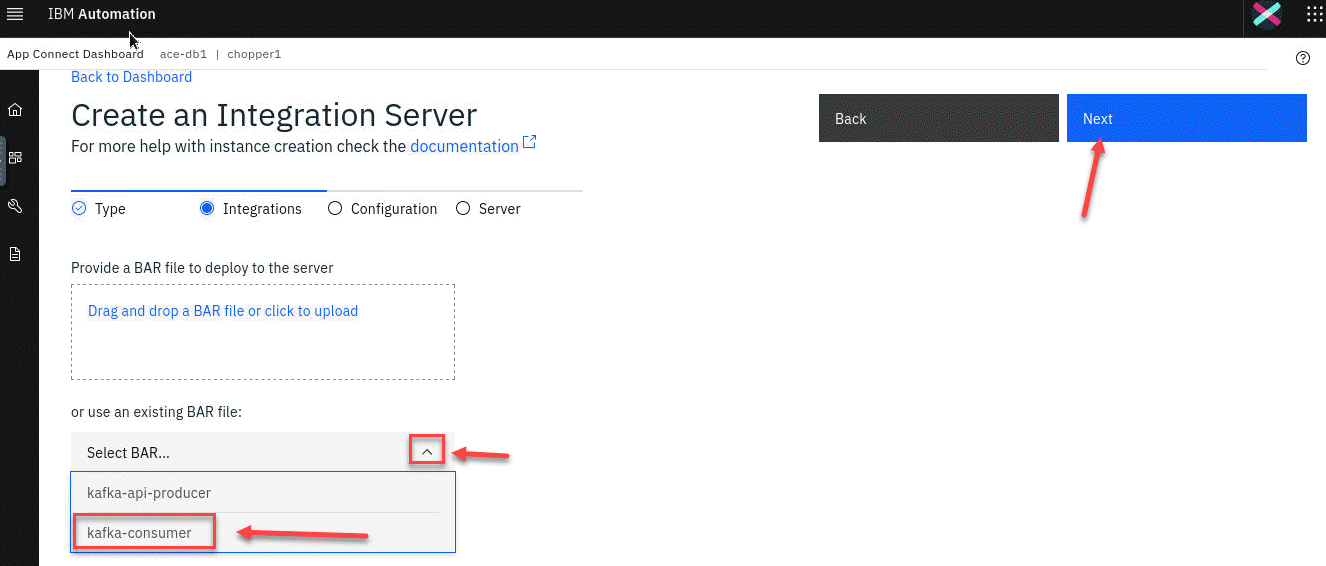 IBM Automation
App Connect Dashboard ace-db1 | chopper1
Back to Dashboard
Create an Integration Server
For more help with instance creation check the documentation
Back
Next
Type
Integrations
Configuration
Server
Provide a BAR file to deploy to the server
Drag and drop a BAR file or click to upload
or use an existing BAR file:
Select BAR...
kafka-api-producer
kafka-consumer